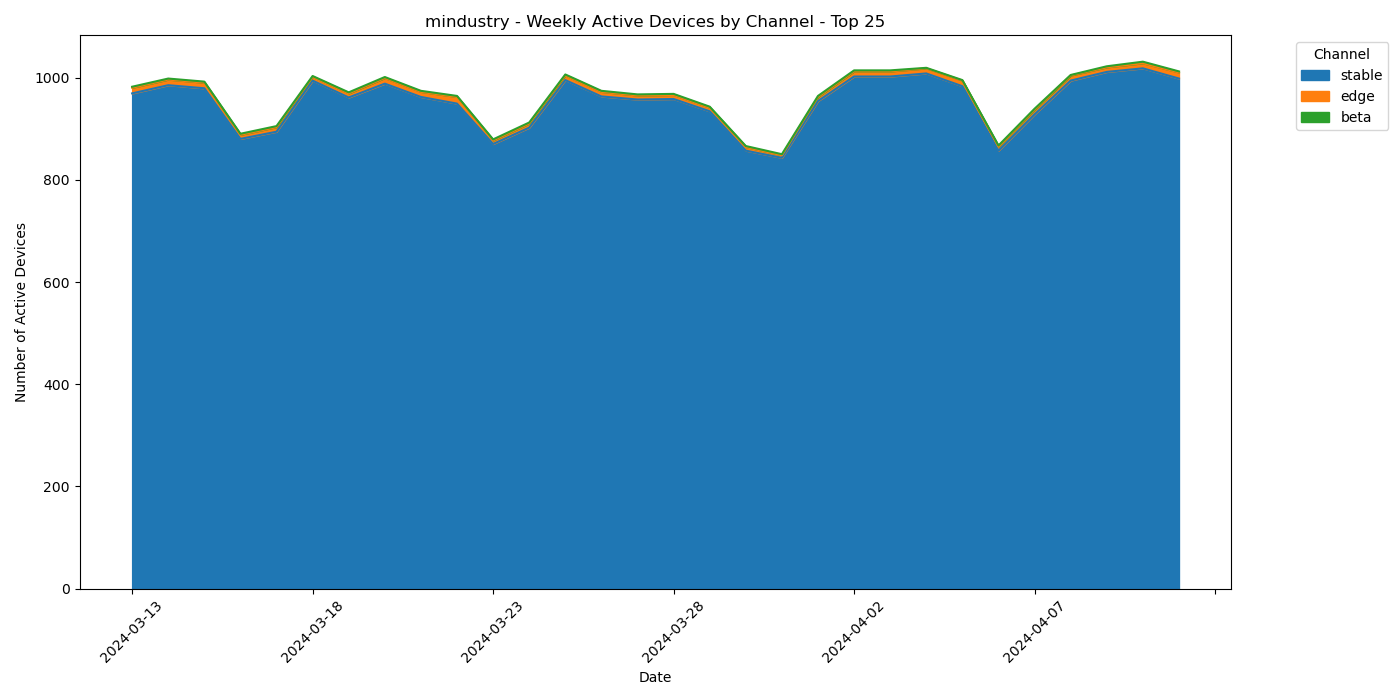 mindustry - Weekly Active Devices by Channel - Top 25
Channel
stable
edge
beta
1000
800
600
400
200
0
Number of Active Devices
2024-03-13
2024-03-18
2024-03-23
2024-03-28
2024-04-02
2024-04-07
Date